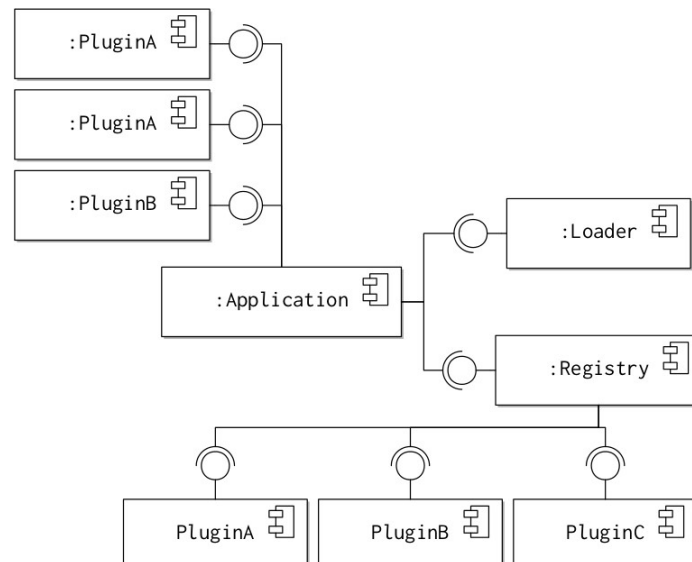 :PluginA
:PluginA
:PluginB
:Loader
:Application
:Registry
PluginA
PluginB
PluginC